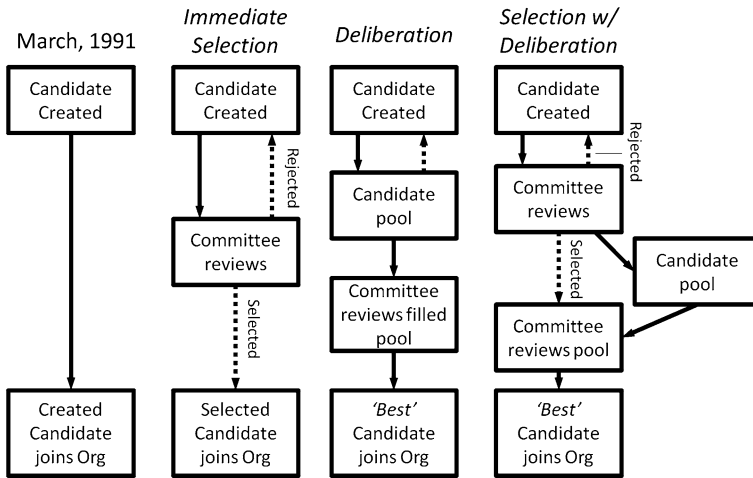 March, 1991
Candidate
Created
Created
Candidate
joins Org
Immediate
Selection
Candidate
Created
Rejected
Committee
reviews
Selected
Selected
Candidate
joins Org
Deliberation
Candidate
Created
Candidate
pool
Committee
reviews filled
pool
‘Best’
Candidate
joins Org
Selection w/
Deliberation
Candidate
Created
Rejected
Committee
reviews
Selected
Candidate
pool
Committee
reviews pool
‘Best’
Candidate
joins Org